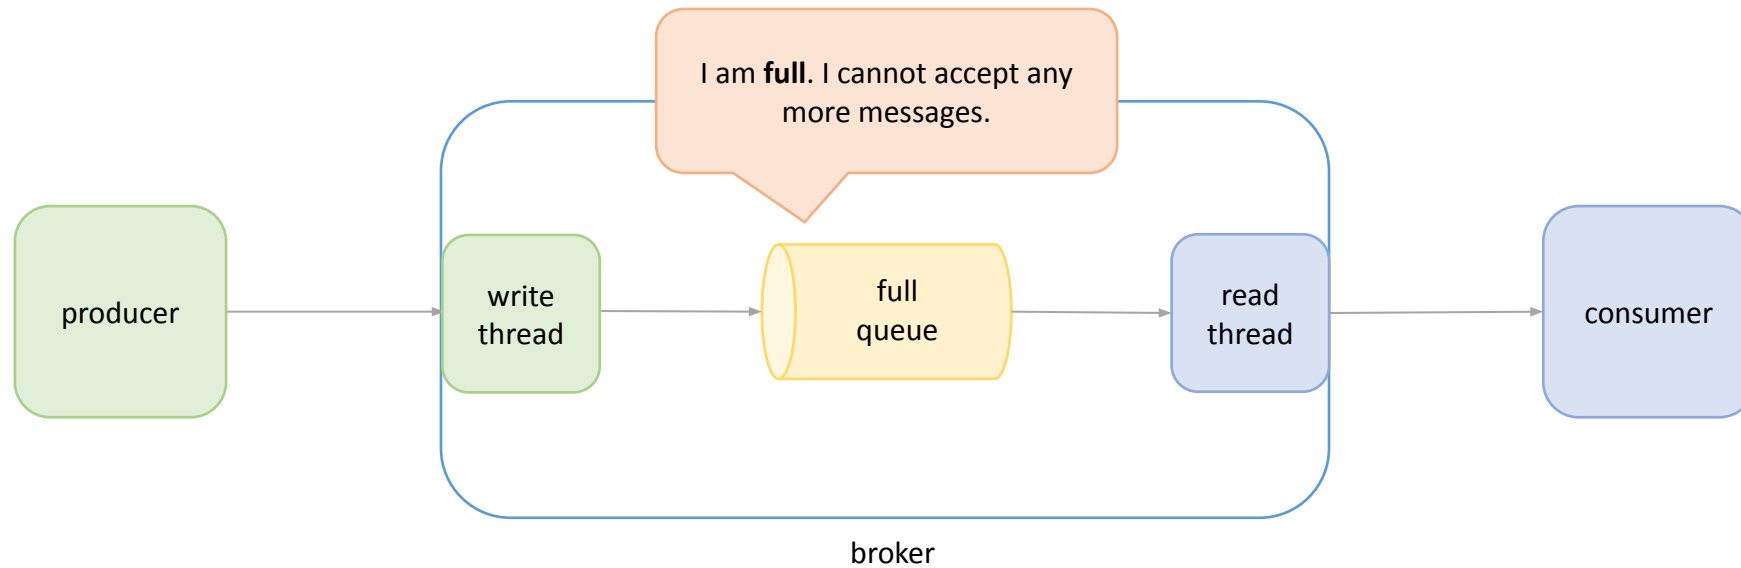 I am full. I cannot accept any
more messages.
producer
write
thread
full
queue
read
thread
consumer
broker